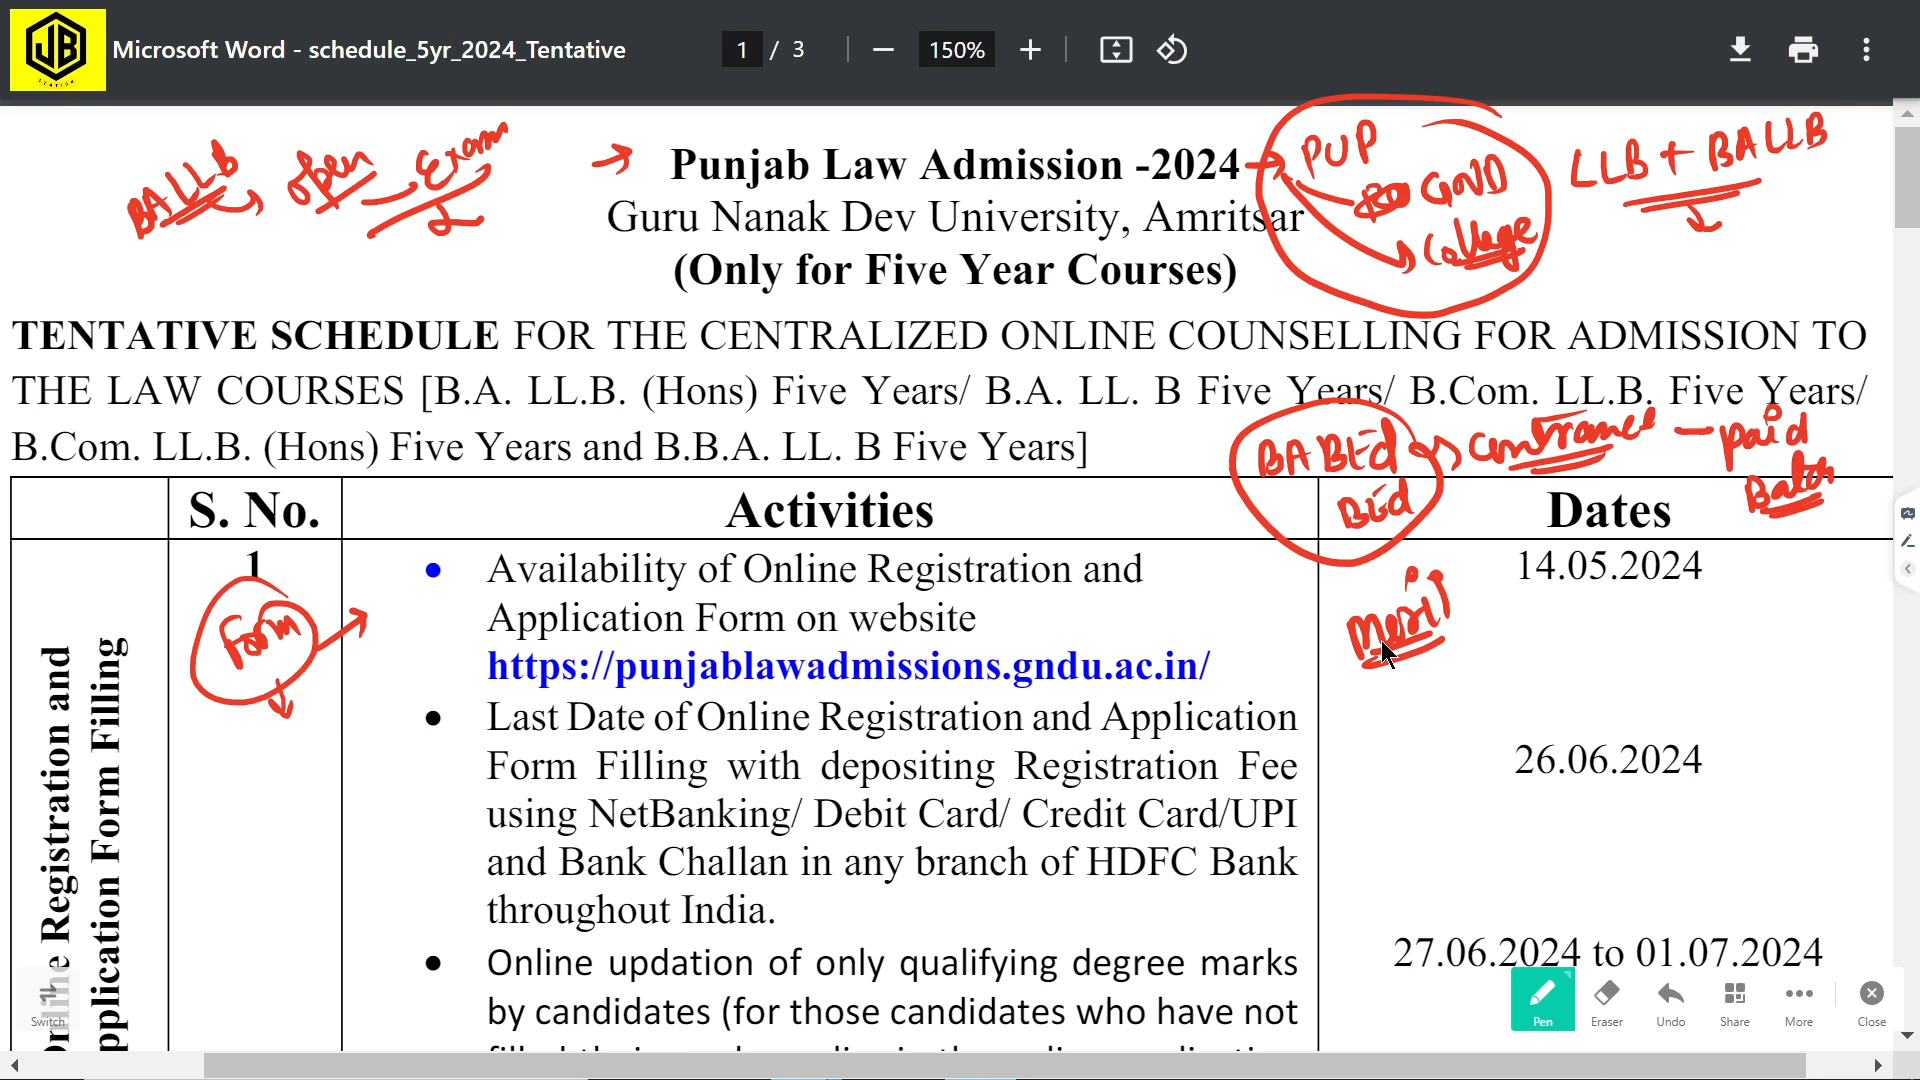 JB
STATION
Microsoft Word - schedule_5yr_2024_Tentative
1 / 3
150%
BALLB
open
Exam
Punjab Law Admission -2024
PUP
GND
College
LLB + BALLB
Guru Nanak Dev University, Amritsar
(Only for Five Year Courses)
TENTATIVE SCHEDULE FOR THE CENTRALIZED ONLINE COUNSELLING FOR ADMISSION TO
THE LAW COURSES [B.A. LL.B. (Hons) Five Years/ B.A. LL. B Five Years/ B.Com. LL.B. Five Years/
B.Com. LL.B. (Hons) Five Years and B.B.A. LL. B Five Years]
BA BEd
BEd
paid
Batch
S. No.
Activities
Dates
1
Form
Online Registration and
Application Form Filling
• Availability of Online Registration and
Application Form on website
https://punjablawadmissions.gndu.ac.in/
14.05.2024
Merit
• Last Date of Online Registration and Application
Form Filling with depositing Registration Fee
using NetBanking/ Debit Card/ Credit Card/UPI
and Bank Challan in any branch of HDFC Bank
throughout India.
26.06.2024
• Online updation of only qualifying degree marks
by candidates (for those candidates who have not
27.06.2024 to 01.07.2024
Switch
Pen
Eraser
Undo
Share
More
Close